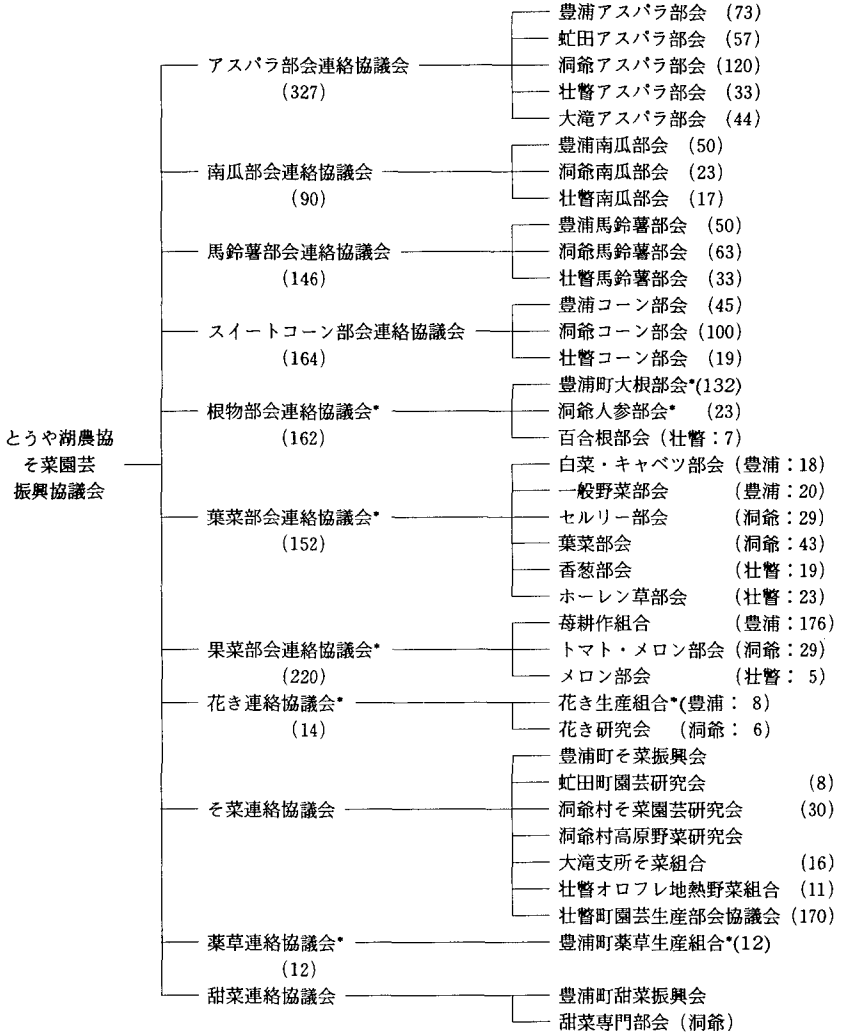 とうや湖農協
そ菜園芸
振興協議会
アスパラ部会連絡協議会
(327)
豊浦アスパラ部会 (73)
虻田アスパラ部会 (57)
洞爺アスパラ部会 (120)
壮瞥アスパラ部会 (33)
大滝アスパラ部会 (44)
南瓜部会連絡協議会
(90)
豊浦南瓜部会 (50)
洞爺南瓜部会 (23)
壮瞥南瓜部会 (17)
馬鈴薯部会連絡協議会
(146)
豊浦馬鈴薯部会 (50)
洞爺馬鈴薯部会 (63)
壮瞥馬鈴薯部会 (33)
スイートコーン部会連絡協議会
(164)
豊浦コーン部会 (45)
洞爺コーン部会 (100)
壮瞥コーン部会 (19)
根物部会連絡協議会*
(162)
豊浦町大根部会*(132)
洞爺人参部会* (23)
百合根部会 (壮瞥:7)
葉菜部会連絡協議会*
(152)
白菜・キャベツ部会 (豊浦:18)
一般野菜部会 (豊浦:20)
セルリー部会 (洞爺:29)
葉菜部会 (洞爺:43)
香葱部会 (壮瞥:19)
ホーレン草部会 (壮瞥:23)
果菜部会連絡協議会*
(220)
苺耕作組合 (豊浦:176)
トマト・メロン部会 (洞爺:29)
メロン部会 (壮瞥: 5)
花き連絡協議会*
(14)
花き生産組合*(豊浦: 8)
花き研究会 (洞爺: 6)
そ菜連絡協議会
豊浦町そ菜振興会
虻田町園芸研究会 (8)
洞爺村そ菜園芸研究会 (30)
洞爺村高原野菜研究会
大滝支所そ菜組合 (16)
壮瞥オロフレ地熱野菜組合 (11)
壮瞥町園芸生産部会協議会 (170)
薬草連絡協議会*
(12)
豊浦町薬草生産組合*(12)
甜菜連絡協議会
豊浦町甜菜振興会
甜菜専門部会 (洞爺)